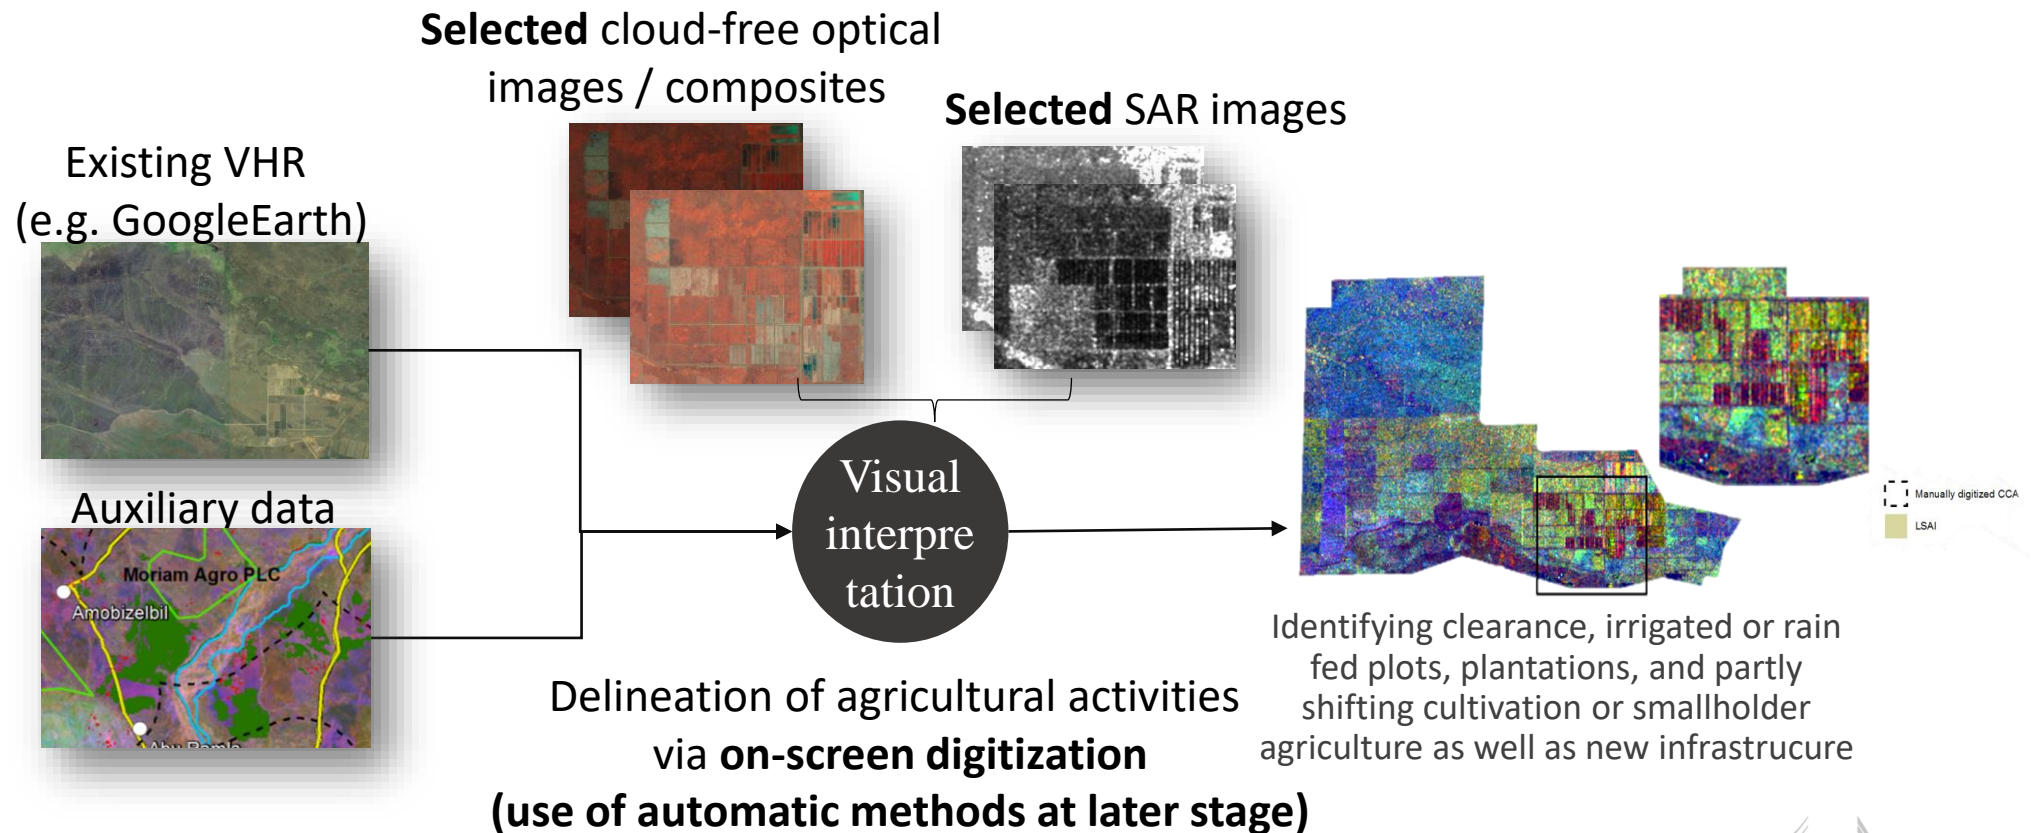 Selected cloud-free optical
images / composites
Selected SAR images
Existing VHR
(e.g. GoogleEarth)
Auxiliary data
Moriam Agro PLC
Amobizelbil
Abu Ramla
Visual
interpre
tation
Delineation of agricultural activities
via on-screen digitization
(use of automatic methods at later stage)
Manually digitized CCA
LSAI
Identifying clearance, irrigated or rain
fed plots, plantations, and partly
shifting cultivation or smallholder
agriculture as well as new infrastrucure